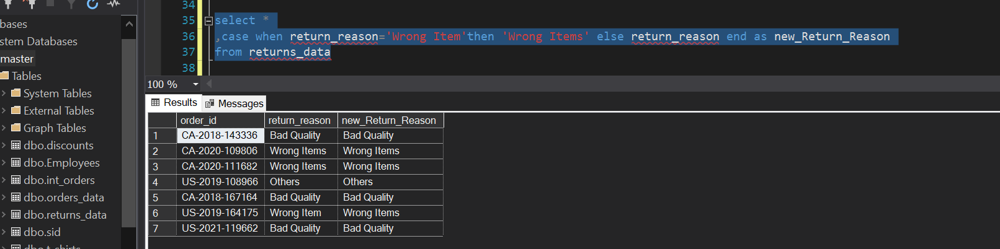 34
35 select *
36 ,case when return_reason='Wrong Item'then 'Wrong Items' else return_reason end as new_Return_Reason
37 from returns_data
38
100 %
bases
stem Databases
master
Tables
System Tables
External Tables
Graph Tables
dbo.discounts
dbo.Employees
dbo.int_orders
dbo.orders_data
dbo.returns_data
dbo.sid
dbo.t_shirts
Results Messages
order_id return_reason new_Return_Reason
1 CA-2018-143336 Bad Quality Bad Quality
2 CA-2020-109806 Wrong Items Wrong Items
3 CA-2020-111682 Wrong Items Wrong Items
4 US-2019-108966 Others Others
5 CA-2018-167164 Bad Quality Bad Quality
6 US-2019-164175 Wrong Item Wrong Items
7 US-2021-119662 Bad Quality Bad Quality